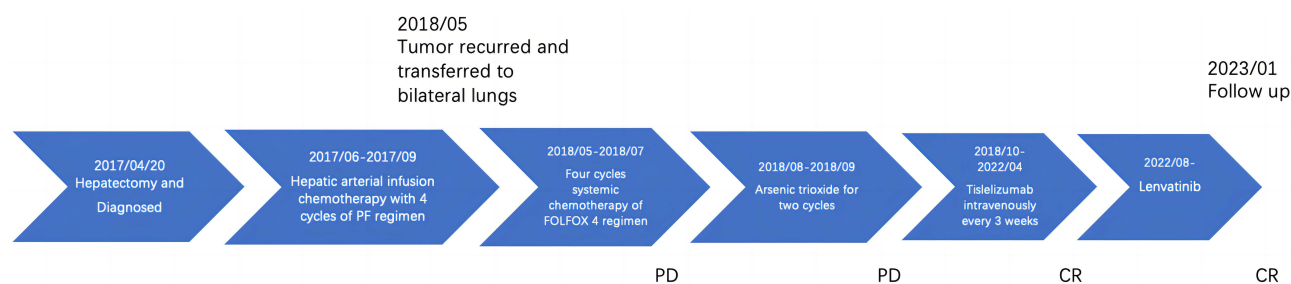 2018/05
Tumor recurred and
transferred to
bilateral lungs
2023/01
Follow up
2017/04/20
Hepatectomy and
Diagnosed
2017/06-2017/09
Hepatic arterial infusion
chemotherapy with 4
cycles of PF regimen
2018/05-2018/07
Four cycles
systemic
chemotherapy of
FOLFOX 4 regimen
2018/08-2018/09
Arsenic trioxide for
two cycles
2018/10-
2022/04
Tislelizumab
intravenously
every 3 weeks
2022/08-
Lenvatinib
PD
PD
CR
CR